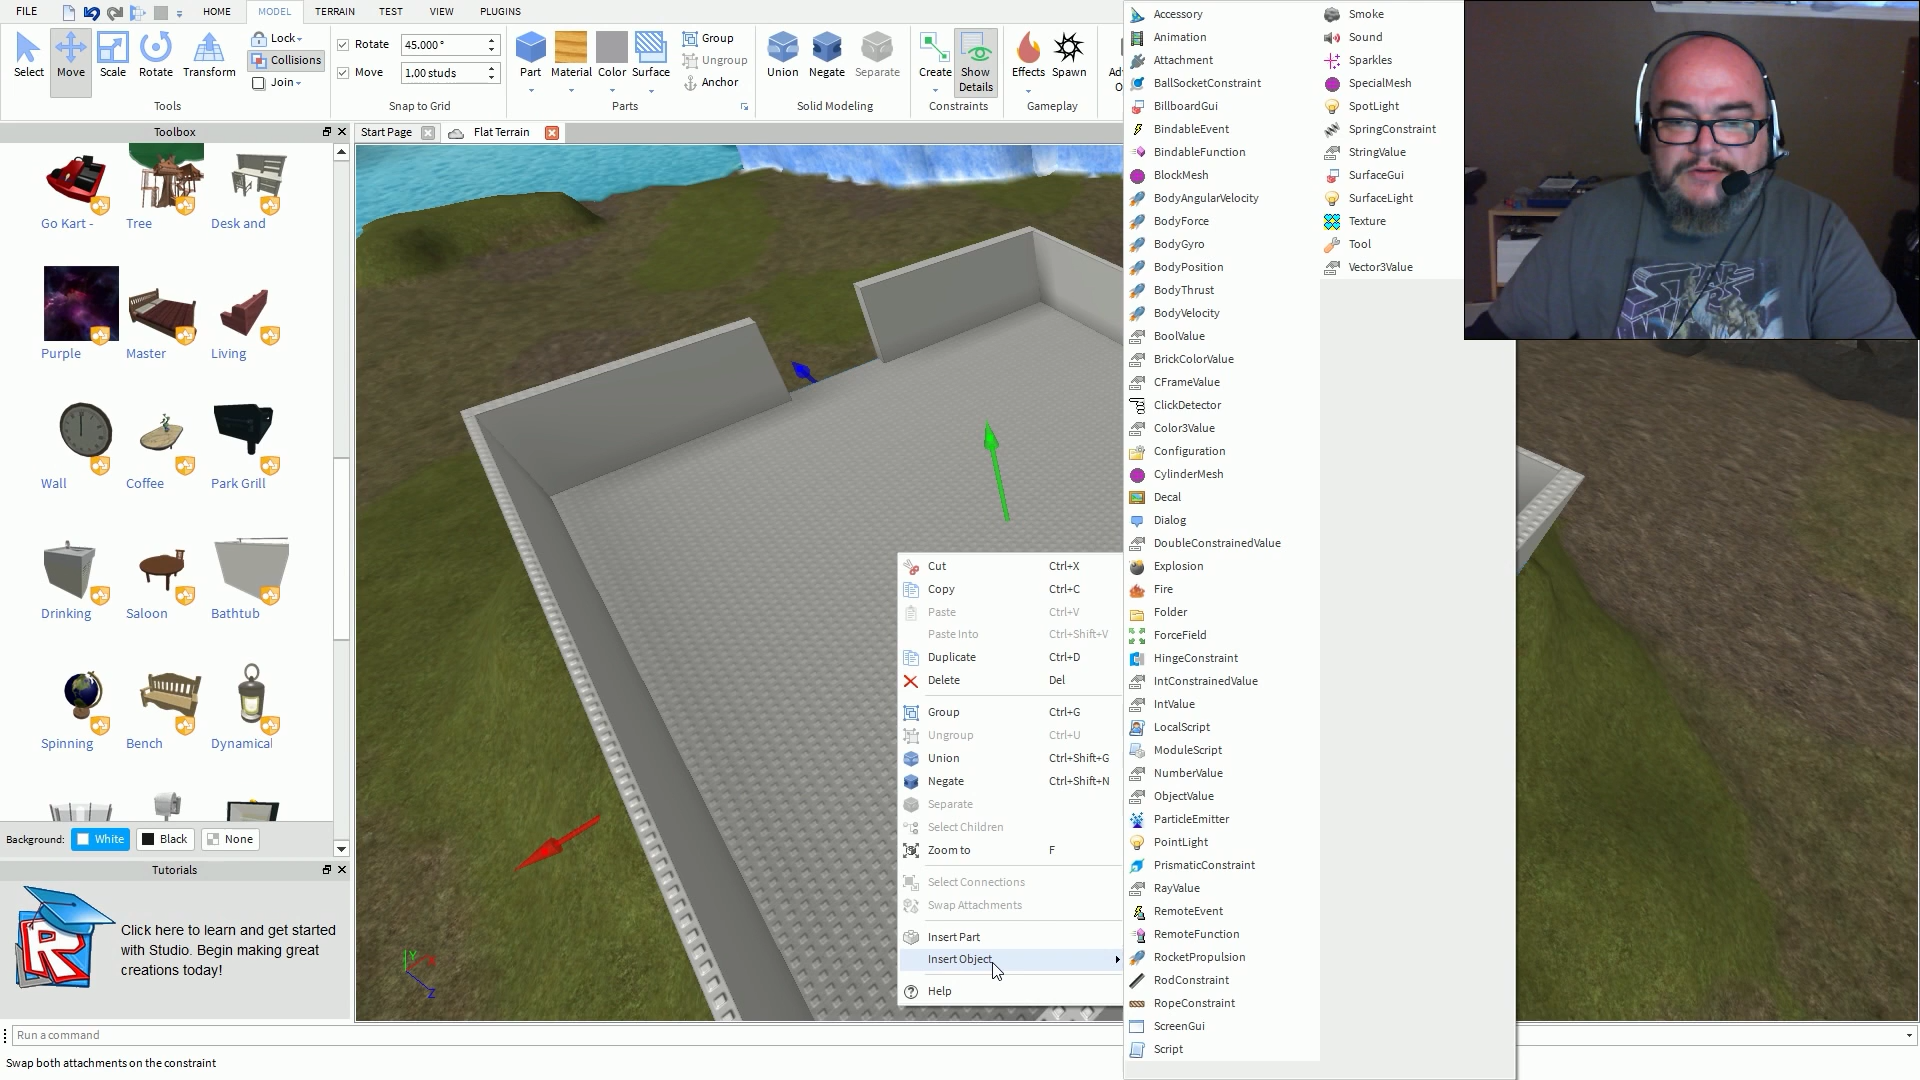 FILE
HOME
MODEL
TERRAIN
TEST
VIEW
PLUGINS
Select
Move
Scale
Rotate
Transform
Lock
Collisions
Join
Tools
Rotate
45.000 °
Move
1.00 studs
Snap to Grid
Part
Material
Color
Surface
Group
Ungroup
Anchor
Parts
Union
Negate
Separate
Solid Modeling
Create
Show
Details
Constraints
Effects
Spawn
Gameplay
Toolbox
Start Page
Flat Terrain
Go Kart -
Tree
Desk and
Purple
Master
Living
Wall
Coffee
Park Grill
Drinking
Saloon
Bathtub
Spinning
Bench
Dynamical
Background:
White
Black
None
Tutorials
Click here to learn and get started
with Studio. Begin making great
creations today!
Run a command
Swap both attachments on the constraint
Y
Z
Cut Ctrl+X
Copy Ctrl+C
Paste Ctrl+V
Paste Into Ctrl+Shift+V
Duplicate Ctrl+D
Delete Del
Group Ctrl+G
Ungroup Ctrl+U
Union Ctrl+Shift+G
Negate Ctrl+Shift+N
Separate
Select Children
Zoom to F
Select Connections
Swap Attachments
Insert Part
Insert Object
Help
Accessory
Animation
Attachment
BallSocketConstraint
BillboardGui
BindableEvent
BindableFunction
BlockMesh
BodyAngularVelocity
BodyForce
BodyGyro
BodyPosition
BodyThrust
BodyVelocity
BoolValue
BrickColorValue
CFrameValue
ClickDetector
Color3Value
Configuration
CylinderMesh
Decal
Dialog
DoubleConstrainedValue
Explosion
Fire
Folder
ForceField
HingeConstraint
IntConstrainedValue
IntValue
LocalScript
ModuleScript
NumberValue
ObjectValue
ParticleEmitter
PointLight
PrismaticConstraint
RayValue
RemoteEvent
RemoteFunction
RocketPropulsion
RodConstraint
RopeConstraint
ScreenGui
Script
Smoke
Sound
Sparkles
SpecialMesh
SpotLight
SpringConstraint
StringValue
SurfaceGui
SurfaceLight
Texture
Tool
Vector3Value
STAR
WARS